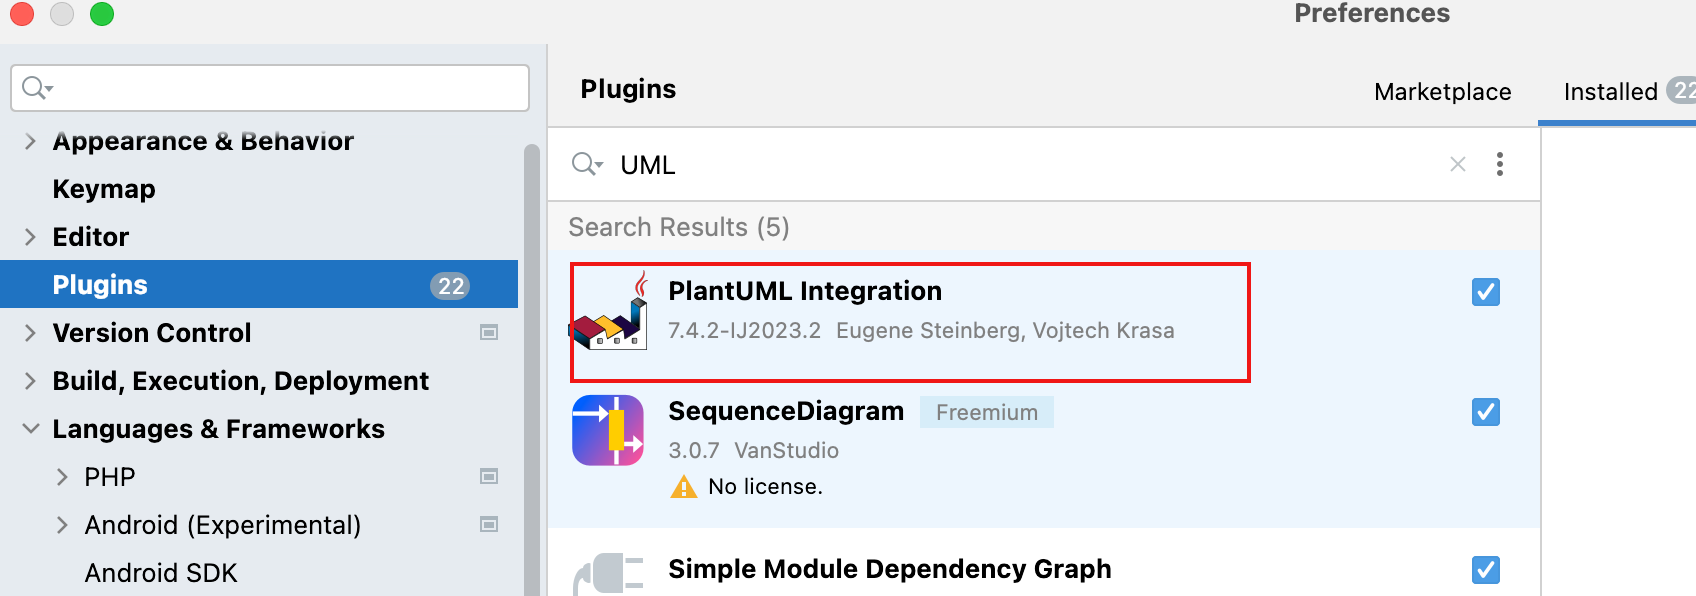 Preferences
Appearance & Behavior
Keymap
Editor
Plugins 22
Version Control
Build, Execution, Deployment
Languages & Frameworks
PHP
Android (Experimental)
Android SDK
Plugins
Marketplace
Installed 22
UML
Search Results (5)
PlantUML Integration
7.4.2-IJ2023.2 Eugene Steinberg, Vojtech Krasa
SequenceDiagram Freemium
3.0.7 VanStudio
No license.
Simple Module Dependency Graph